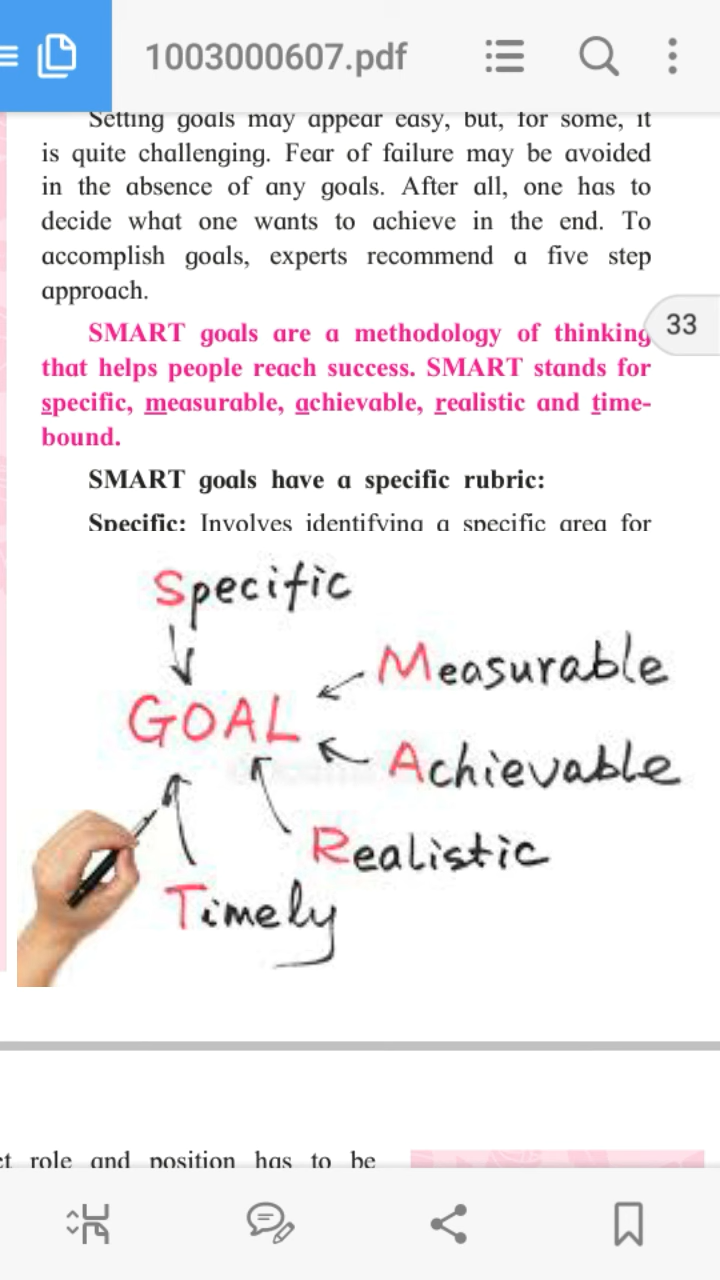 1003000607.pdf
Setting goals may appear easy, but, for some, it
is quite challenging. Fear of failure may be avoided
in the absence of any goals. After all, one has to
decide what one wants to achieve in the end. To
accomplish goals, experts recommend a five step
approach.
SMART goals are a methodology of thinking
33
that helps people reach success. SMART stands for
specific, measurable, achievable, realistic and time-
bound.
SMART goals have a specific rubric:
Specific: Involves identifying a specific area for
Specific
Measurable
GOAL
Achievable
Realistic
Timely
role and position has to be